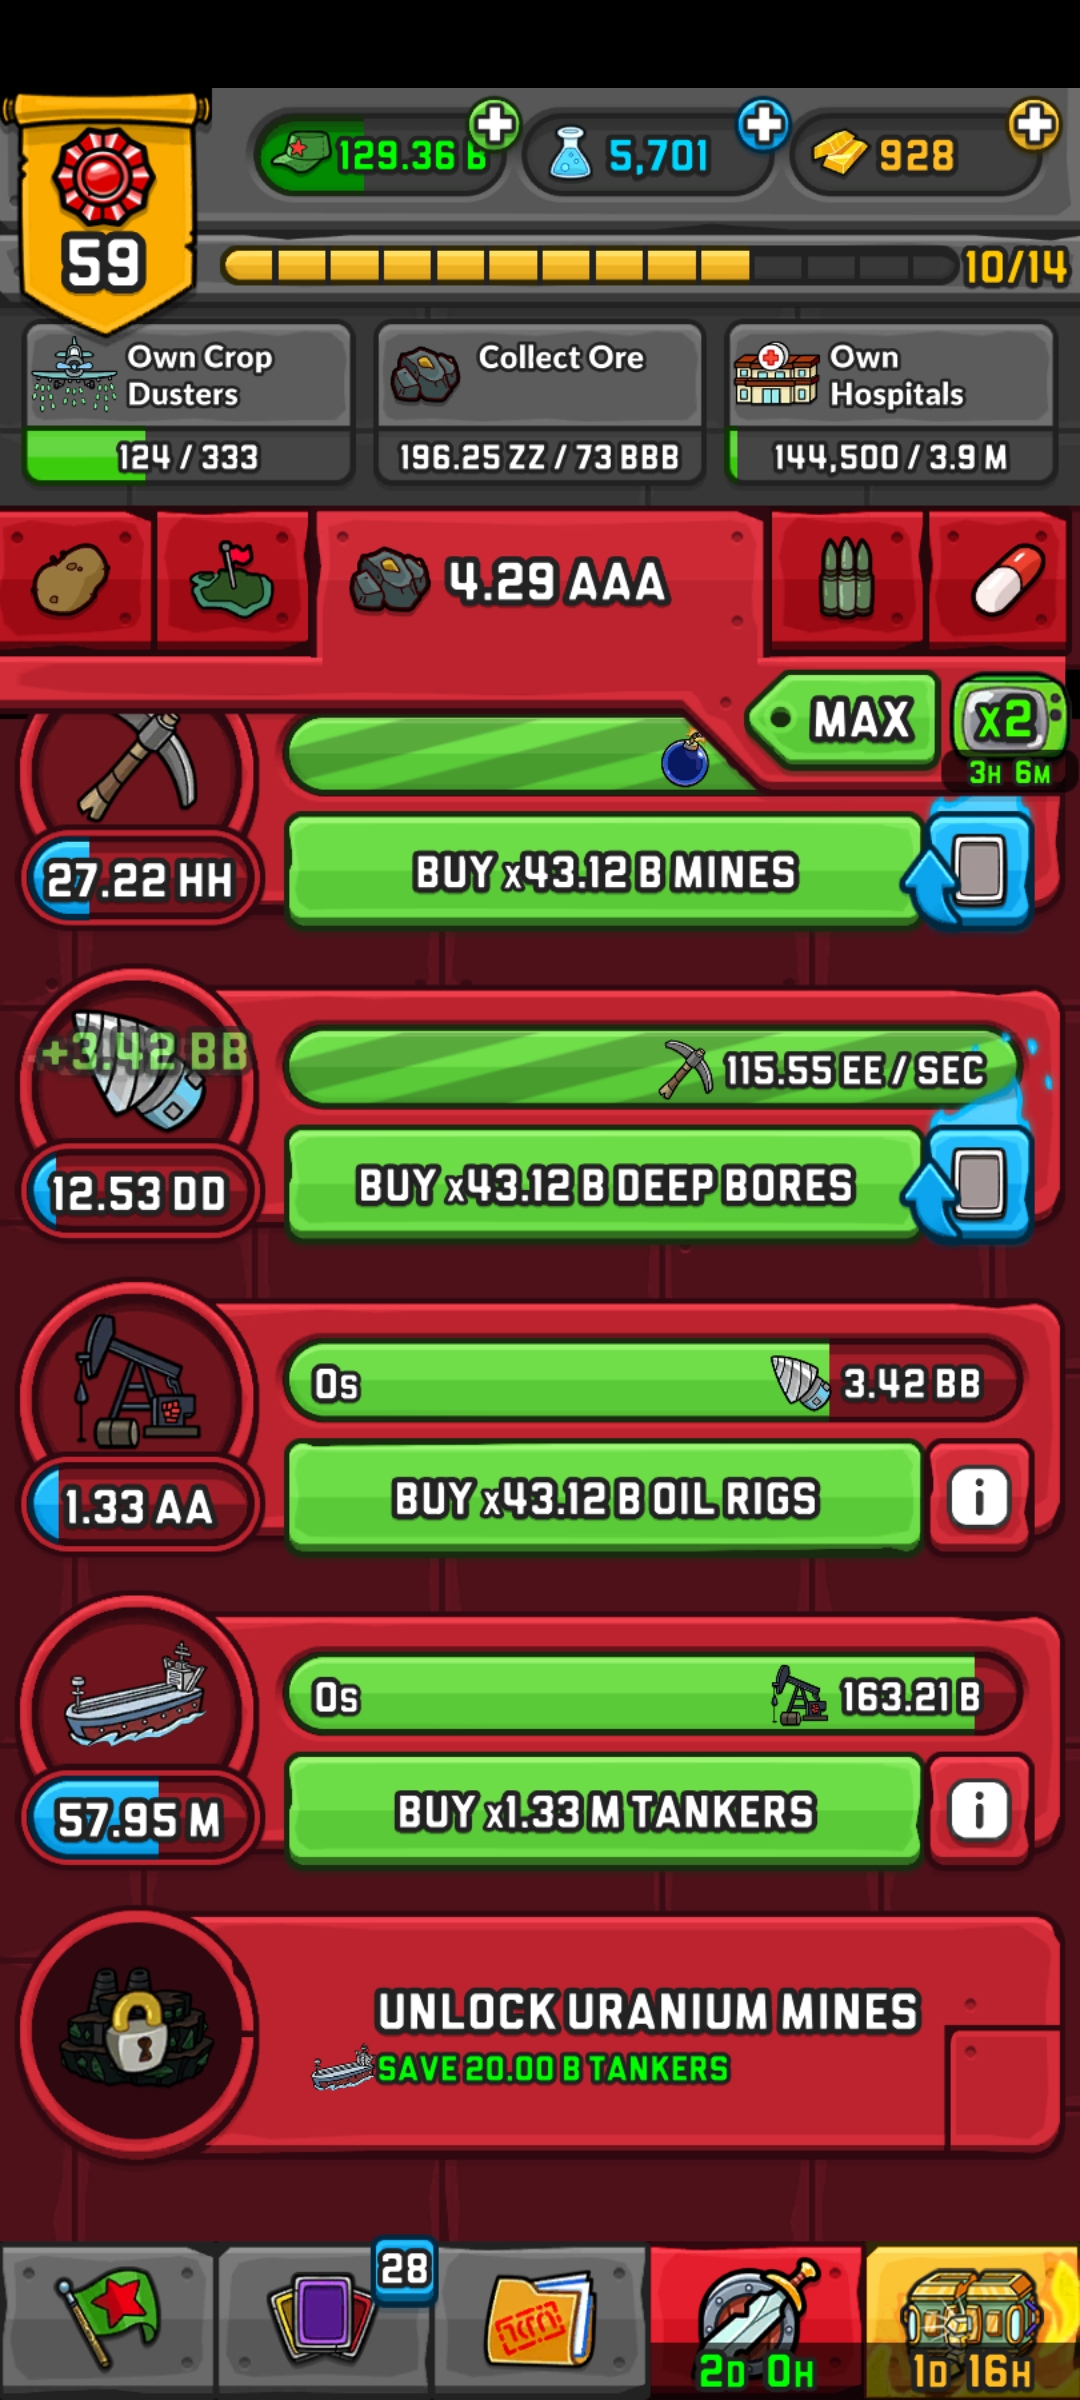 129.36 B
5,701
928
59
10/14
Own Crop
Dusters
124 / 333
Collect Ore
196.25 ZZ / 73 BBB
Own
Hospitals
144,500 / 3.9 M
4.29 AAA
MAX
x2
3H 6M
27.22 HH
BUY x43.12 B MINES
+3.42 BB
115.55 EE / SEC
12.53 DD
BUY x43.12 B DEEP BORES
0s
3.42 BB
1.33 AA
BUY x43.12 B OIL RIGS
i
0s
163.21 B
57.95 M
BUY x1.33 M TANKERS
i
UNLOCK URANIUM MINES
SAVE 20.00 B TANKERS
28
2D 0H
1D 16H